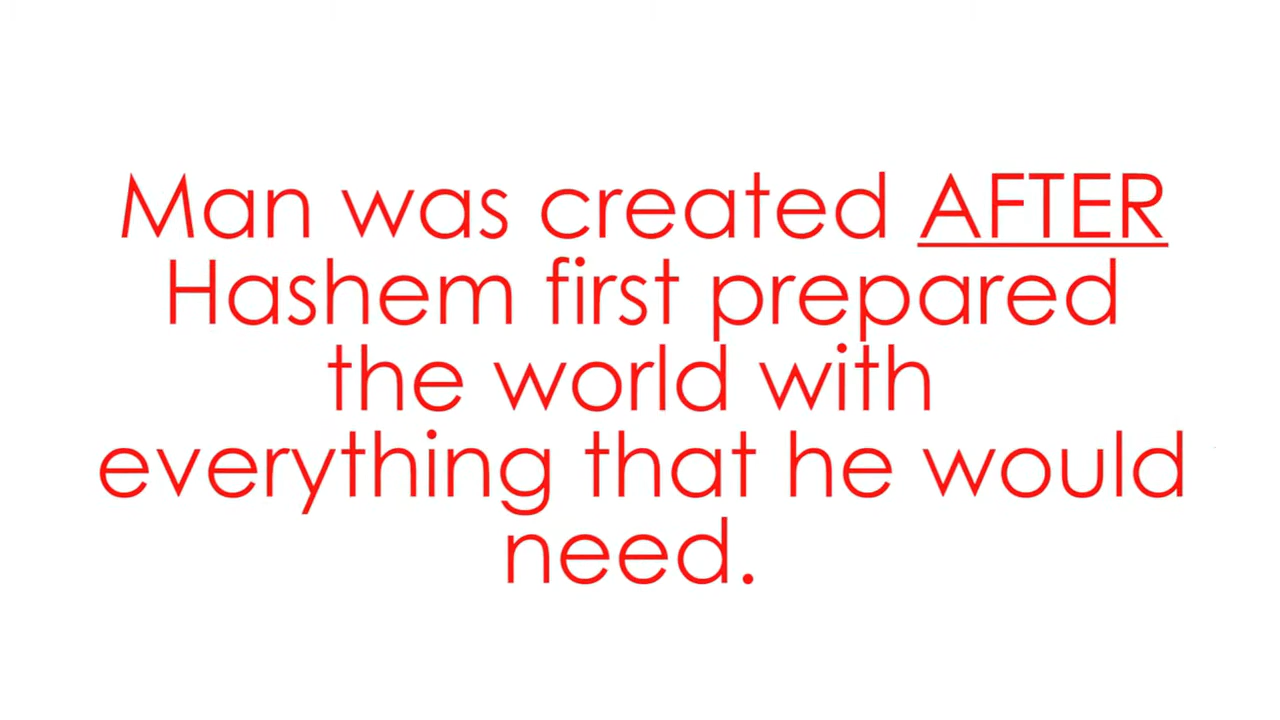 Man was created AFTER
Hashem first prepared
the world with
everything that he would
need.